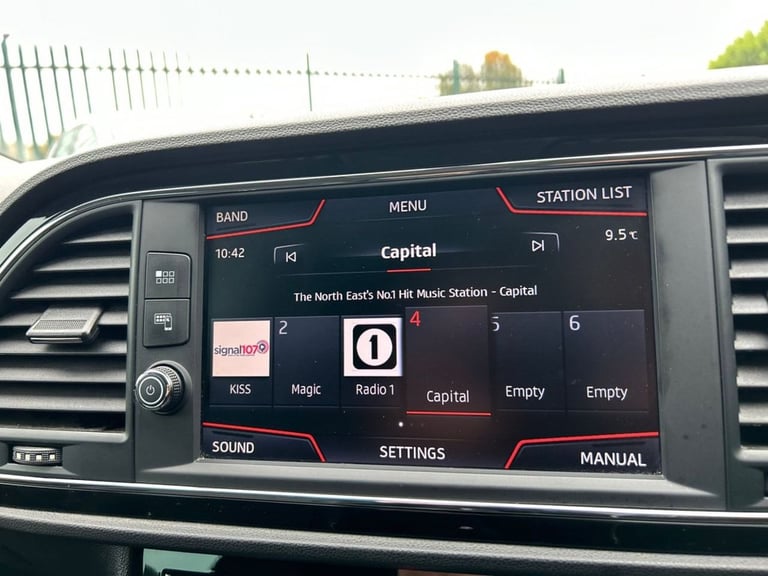 BAND
MENU
STATION LIST
10:42
Capital
9.5°C
The North East's No.1 Hit Music Station - Capital
signal107
KISS
2
Magic
1
Radio 1
4
Capital
5
Empty
6
Empty
SOUND
SETTINGS
MANUAL